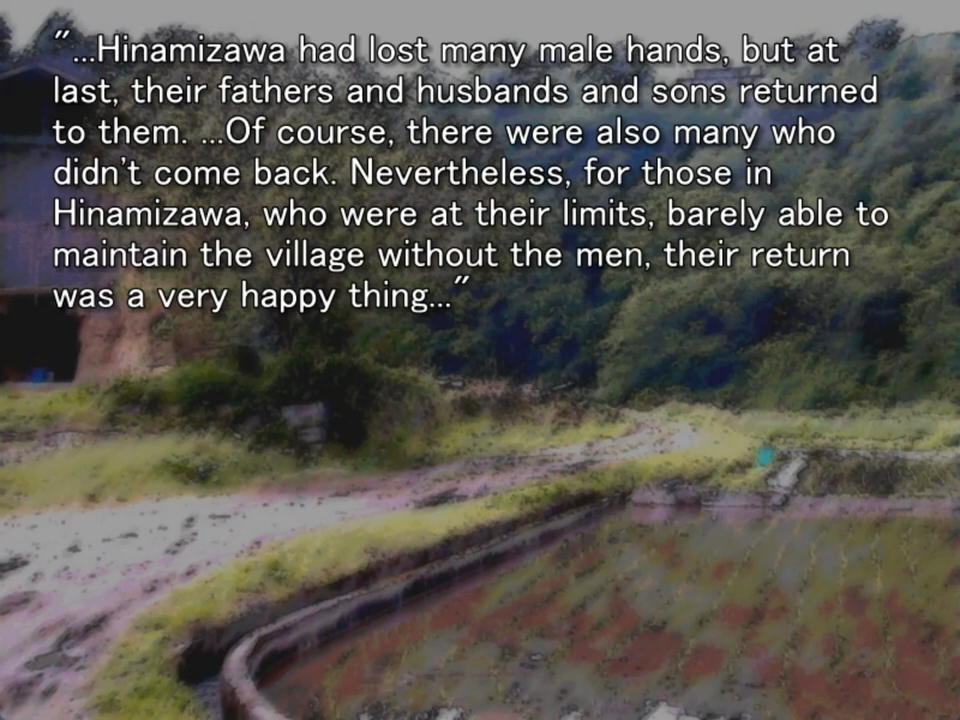 "...Hinamizawa had lost many male hands, but at
last, their fathers and husbands and sons returned
to them. ...Of course, there were also many who
didn't come back. Nevertheless, for those in
Hinamizawa, who were at their limits, barely able to
maintain the village without the men, their return
was a very happy thing..."